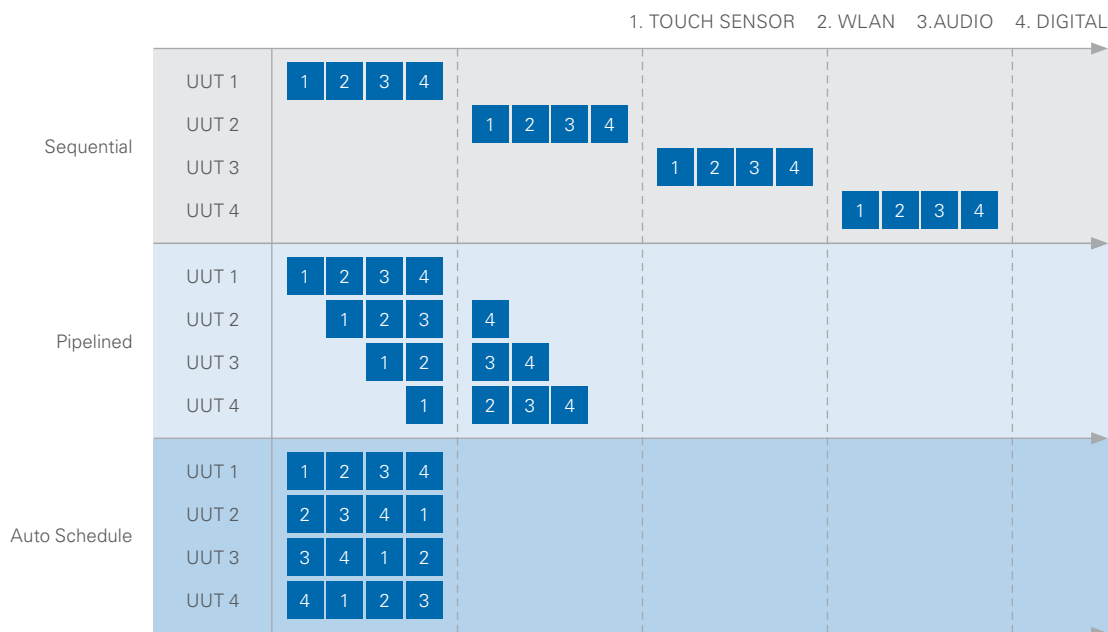 1. TOUCH SENSOR 2. WLAN 3.AUDIO 4. DIGITAL
Sequential
UUT 1 1 2 3 4
UUT 2 1 2 3 4
UUT 3 1 2 3 4
UUT 4 1 2 3 4
Pipelined
UUT 1 1 2 3 4
UUT 2 1 2 3 4
UUT 3 1 2 3 4
UUT 4 1 2 3 4
Auto Schedule
UUT 1 1 2 3 4
UUT 2 2 3 4 1
UUT 3 3 4 1 2
UUT 4 4 1 2 3